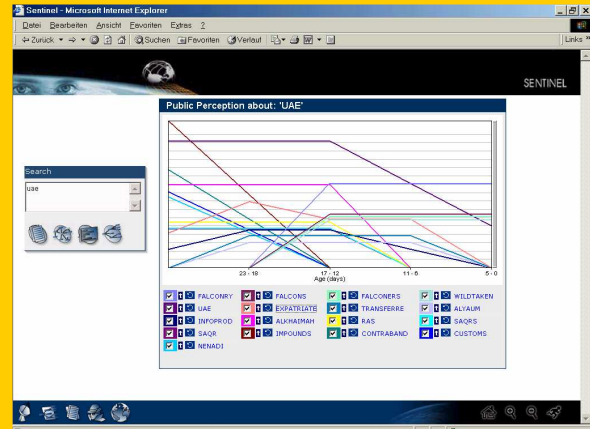 Sentinel - Microsoft Internet Explorer
Datei Bearbeiten Ansicht Favoriten Extras ?
Zurück Suchen Favoriten Verlauf Links »
SENTINEL
Public Perception about: 'UAE'
Search
uae
23 - 18 17 - 12 11 - 6 5 - 0
Age (days)
FALCONRY FALCONS FALCONERS WILDTAKEN
UAE EXPATRIATE TRANSFERRE ALYAUM
INFOPROD ALKHAIMAH RAS SAQRS
SAQR IMPOUNDS CONTRABAND CUSTOMS
NENADI